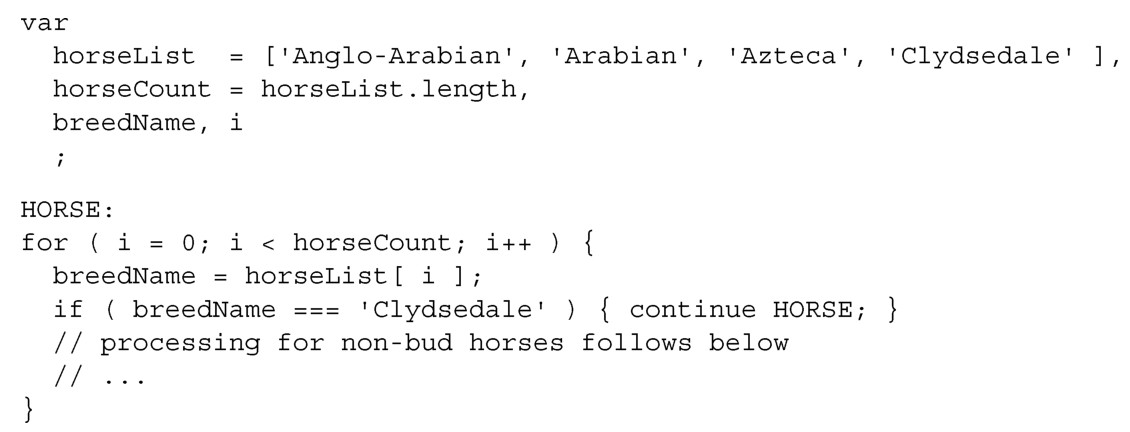 var
  horseList  = ['Anglo-Arabian', 'Arabian', 'Azteca', 'Clydsedale' ],
  horseCount = horseList.length,
  breedName, i
  ;
HORSE:
for ( i = 0; i < horseCount; i++ ) {
  breedName = horseList[ i ];
  if ( breedName === 'Clydsedale' ) { continue HORSE; }
  // processing for non-bud horses follows below
  // ...
}